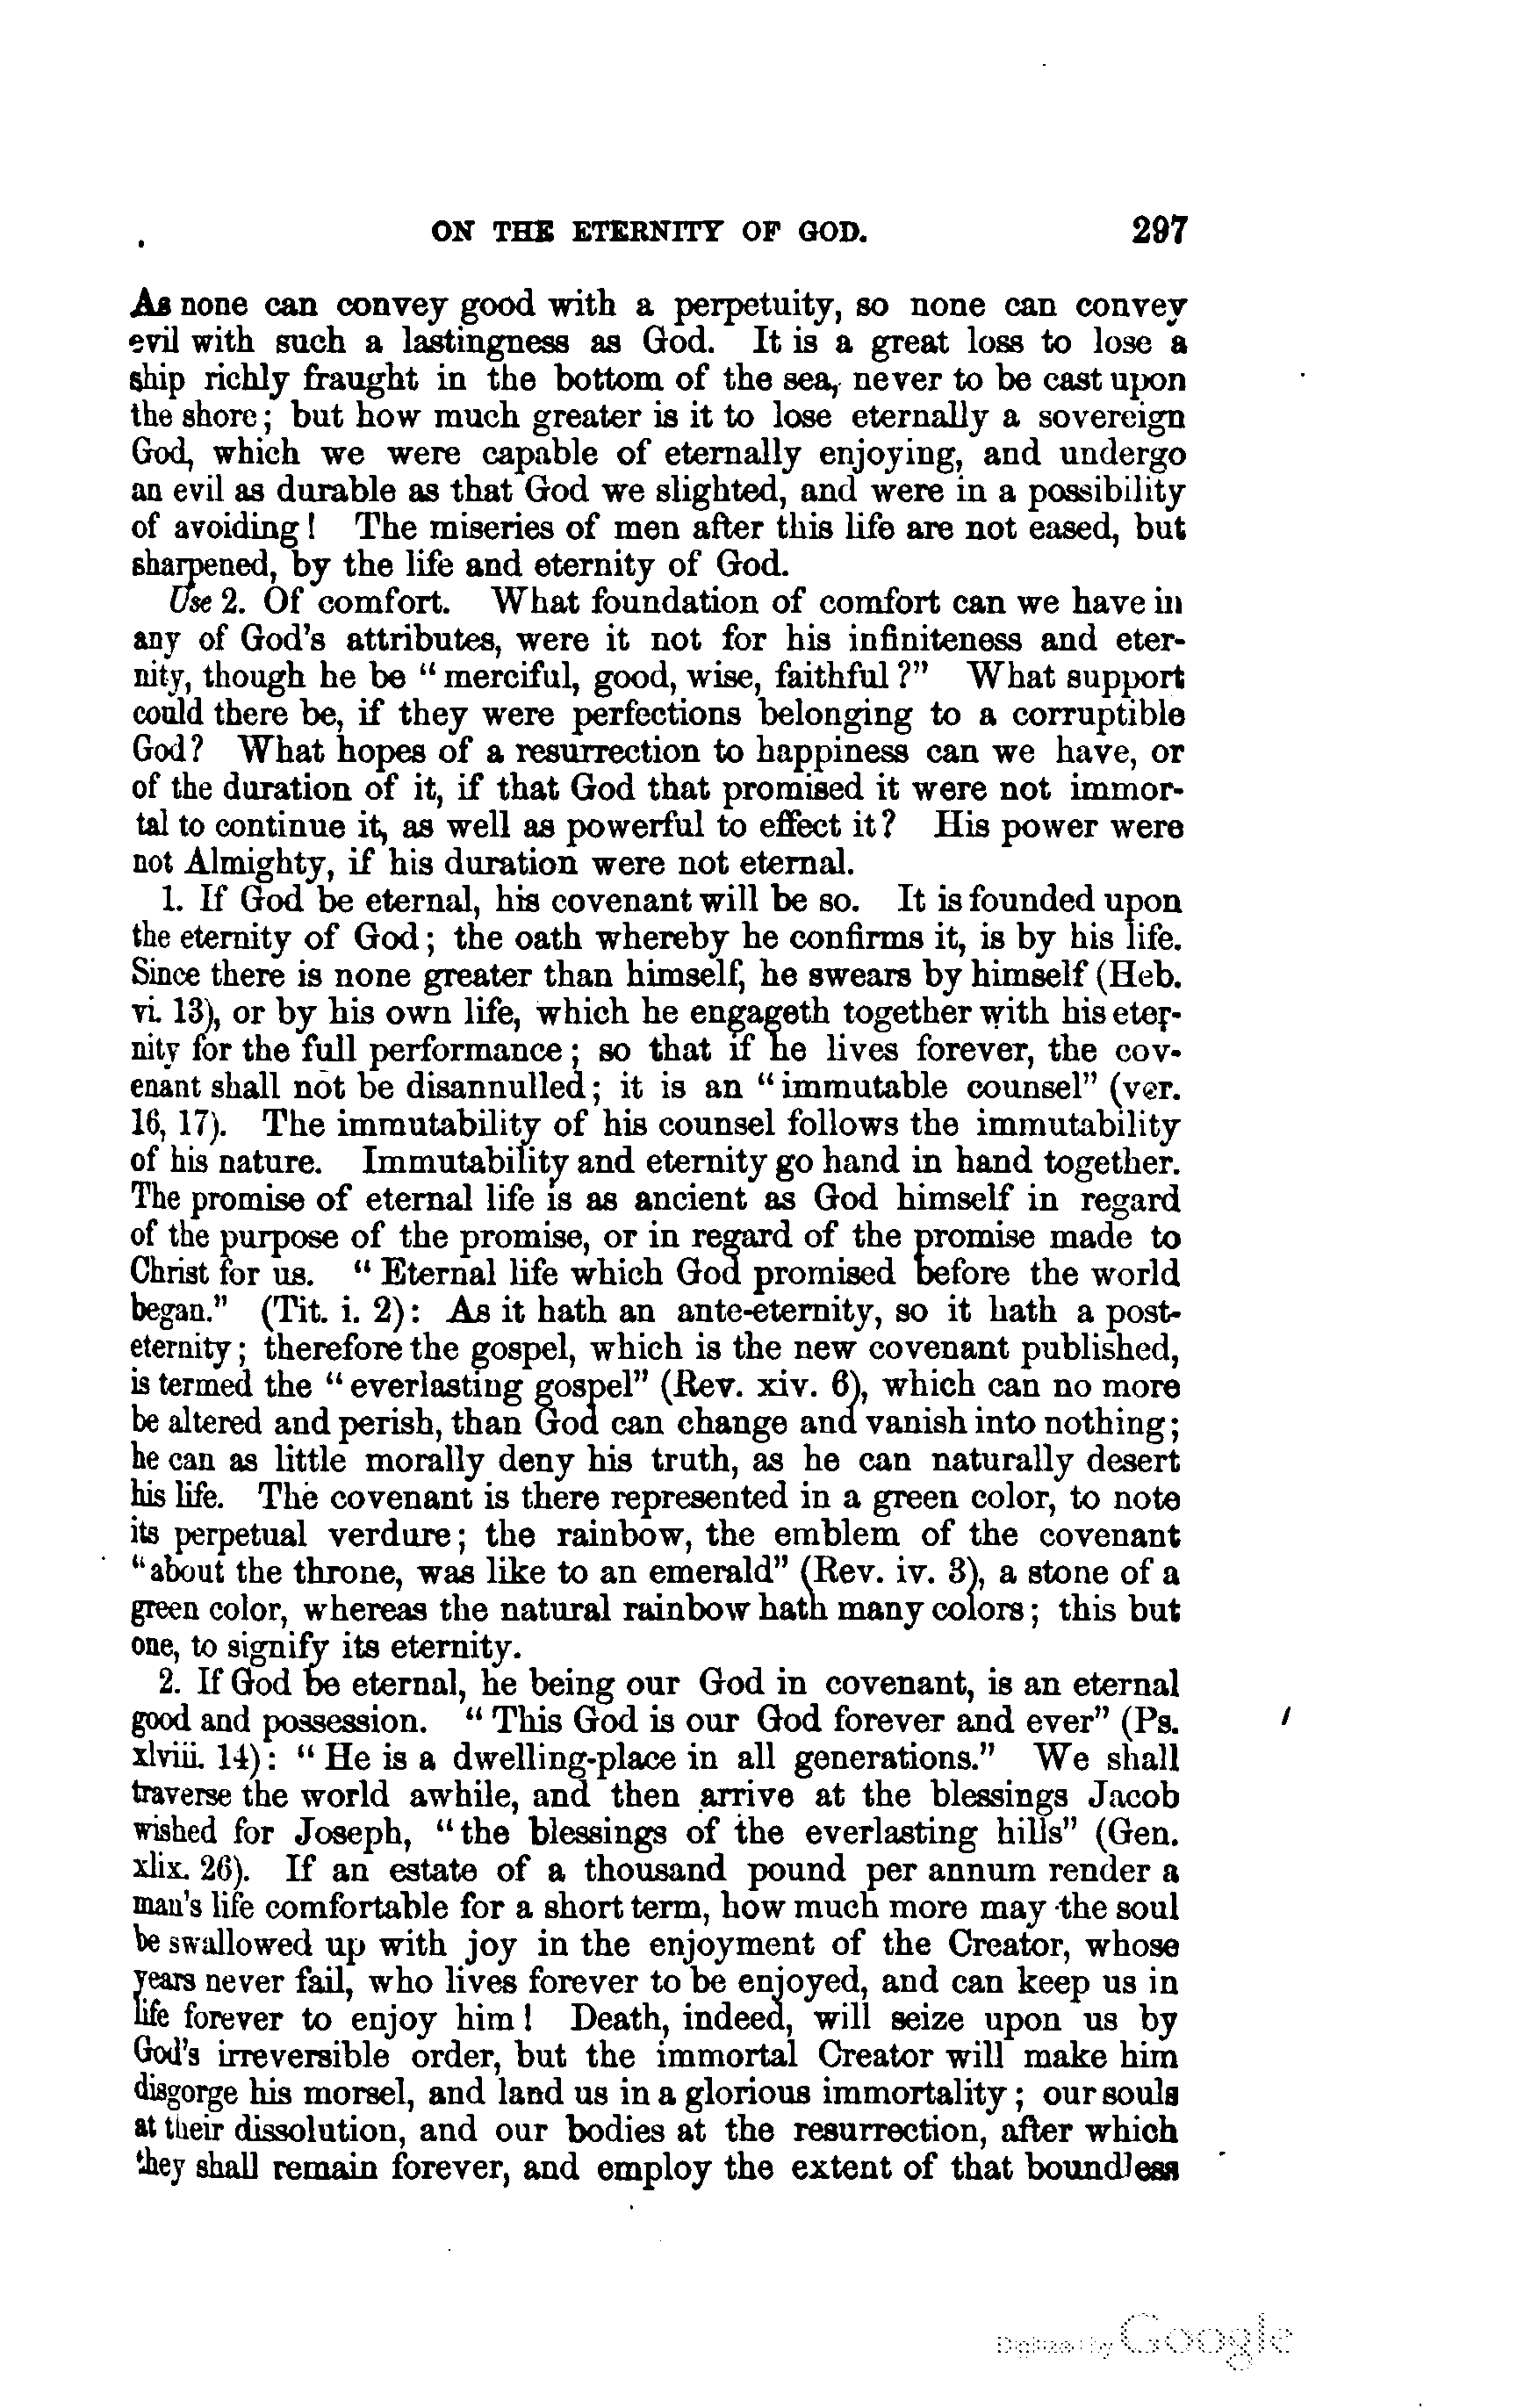 ON THE ETERNITY OF GOD. 297
As none can convey good with a perpetuity, so none can convey
evil with such a lastingness as God. It is a great loss to lose a
ship richly fraught in the bottom of the sea, never to be cast upon
the shore; but how much greater is it to lose eternally a sovereign
God, which we were capable of eternally enjoying, and undergo
an evil as durable as that God we slighted, and were in a possibility
of avoiding! The miseries of men after this life are not eased, but
sharpened, by the life and eternity of God.
Use 2. Of comfort. What foundation of comfort can we have in
any of God's attributes, were it not for his infiniteness and eter-
nity, though he be "merciful, good, wise, faithful?" What support
could there be, if they were perfections belonging to a corruptible
God? What hopes of a resurrection to happiness can we have, or
of the duration of it, if that God that promised it were not immor-
tal to continue it, as well as powerful to effect it? His power were
not Almighty, if his duration were not eternal.
1. If God be eternal, his covenant will be so. It is founded upon
the eternity of God; the oath whereby he confirms it, is by his life.
Since there is none greater than himself, he swears by himself (Heb.
vi. 13), or by his own life, which he engageth together with his eter-
nity for the full performance; so that if he lives forever, the cov-
enant shall not be disannulled; it is an "immutable counsel" (ver.
16, 17). The immutability of his counsel follows the immutability
of his nature. Immutability and eternity go hand in hand together.
The promise of eternal life is as ancient as God himself in regard
of the purpose of the promise, or in regard of the promise made to
Christ for us. "Eternal life which God promised before the world
began." (Tit. i. 2): As it hath an ante-eternity, so it hath a post-
eternity; therefore the gospel, which is the new covenant published,
is termed the "everlasting gospel" (Rev. xiv. 6), which can no more
be altered and perish, than God can change and vanish into nothing;
he can as little morally deny his truth, as he can naturally desert
his life. The covenant is there represented in a green color, to note
its perpetual verdure; the rainbow, the emblem of the covenant
"about the throne, was like to an emerald" (Rev. iv. 3), a stone of a
green color, whereas the natural rainbow hath many colors; this but
one, to signify its eternity.
2. If God be eternal, he being our God in covenant, is an eternal
good and possession. "This God is our God forever and ever" (Ps.
xlviii. 14): "He is a dwelling-place in all generations." We shall
traverse the world awhile, and then arrive at the blessings Jacob
wished for Joseph, "the blessings of the everlasting hills" (Gen.
xlix. 26). If an estate of a thousand pound per annum render a
man's life comfortable for a short term, how much more may the soul
be swallowed up with joy in the enjoyment of the Creator, whose
years never fail, who lives forever to be enjoyed, and can keep us in
life forever to enjoy him! Death, indeed, will seize upon us by
God's irreversible order, but the immortal Creator will make him
disgorge his morsel, and land us in a glorious immortality; our souls
at their dissolution, and our bodies at the resurrection, after which
they shall remain forever, and employ the extent of that boundless
Digitized by Google